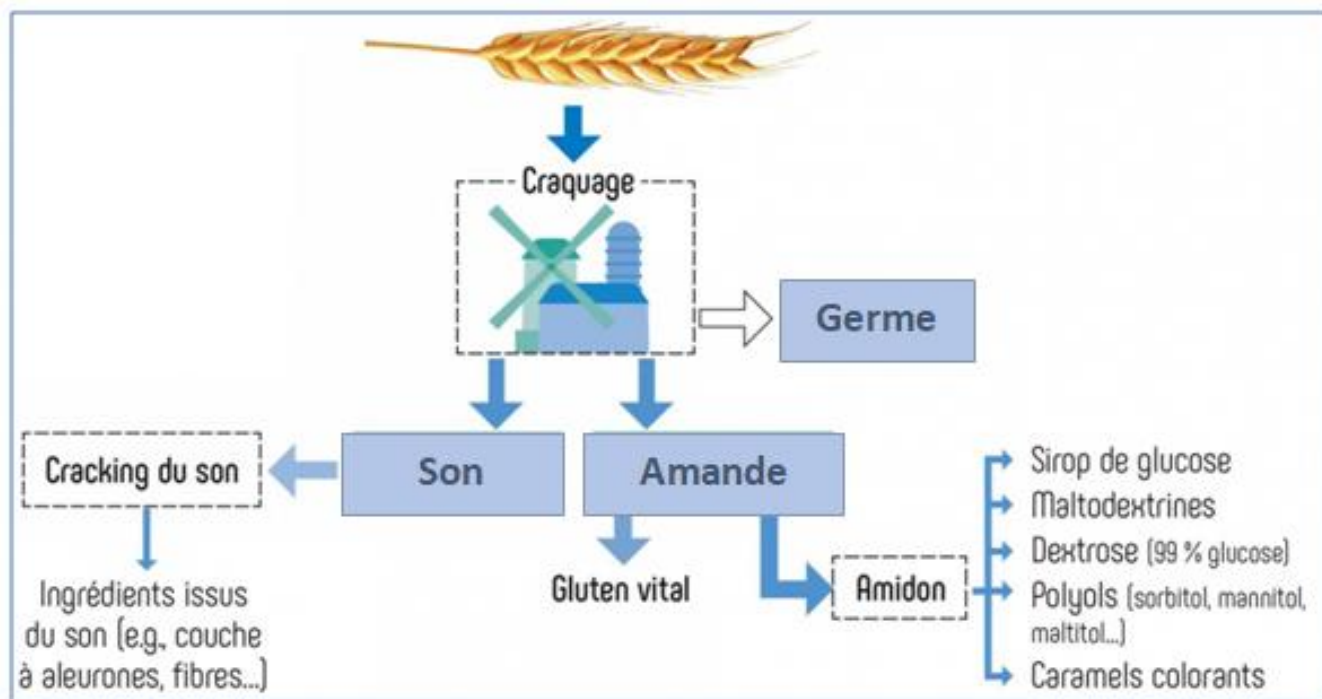 Craquage
Germe
Son
Amande
Cracking du son
Ingrédients issus
du son (e.g., couche
à aleurones, fibres...)
Gluten vital
Amidon
Sirop de glucose
Maltodextrines
Dextrose (99 % glucose)
Polyols (sorbitol, mannitol,
maltitol...)
Caramels colorants